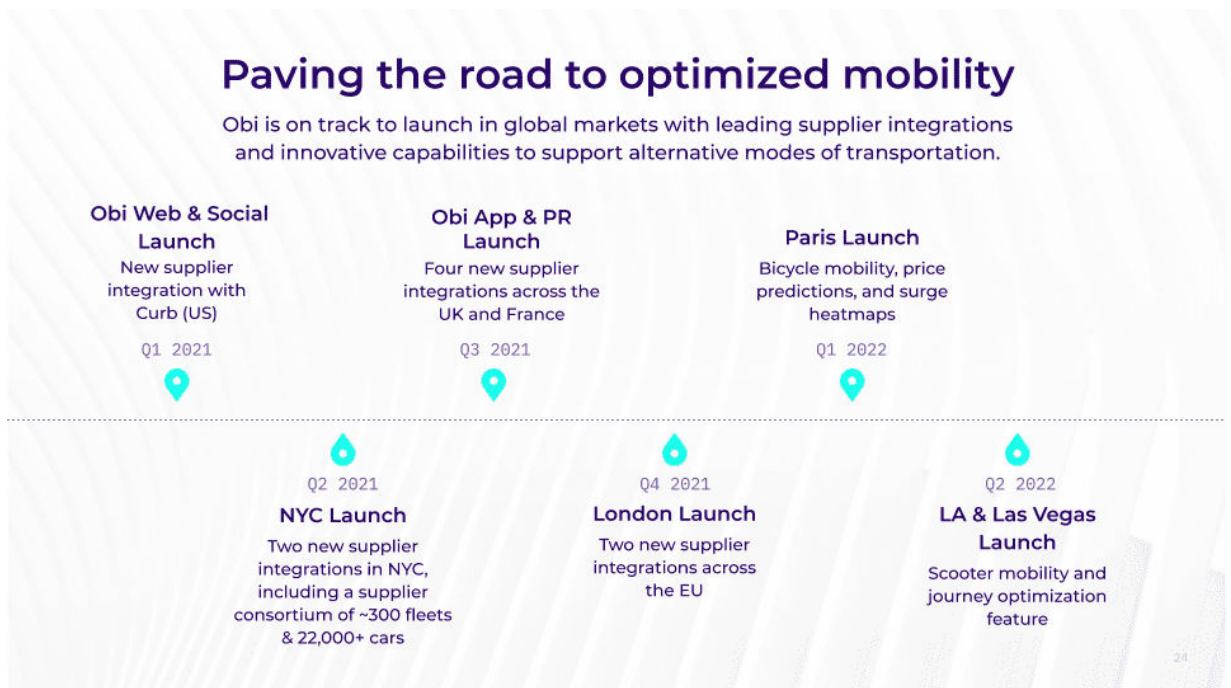 Paving the road to optimized mobility
Obi is on track to launch in global markets with leading supplier integrations
and innovative capabilities to support alternative modes of transportation.
Obi Web & Social
Launch
New supplier
integration with
Curb (US)
Q1 2021
Obi App & PR
Launch
Four new supplier
integrations across the
UK and France
Q3 2021
Paris Launch
Bicycle mobility, price
predictions, and surge
heatmaps
Q1 2022
Q2 2021
NYC Launch
Two new supplier
integrations in NYC,
including a supplier
consortium of ~300 fleets
& 22,000+ cars
Q4 2021
London Launch
Two new supplier
integrations across
the EU
Q2 2022
LA & Las Vegas
Launch
Scooter mobility and
journey optimization
feature
24